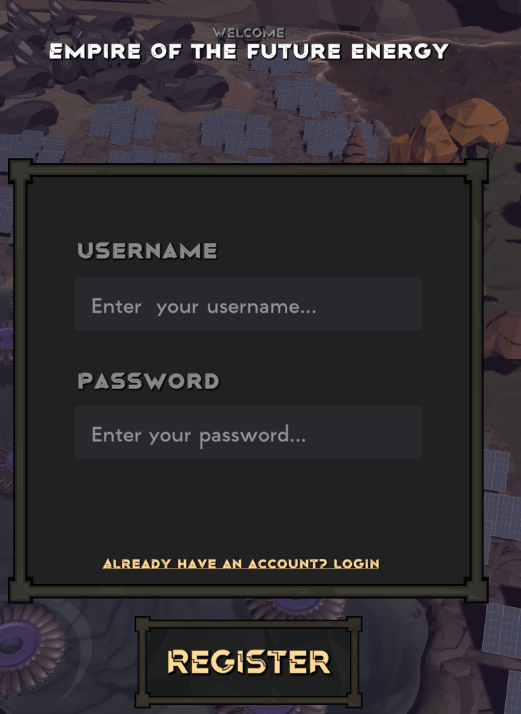 WELCOME
EMPIRE OF THE FUTURE ENERGY
USERNAME
Enter  your username...
PASSWORD
Enter your password...
ALREADY HAVE AN ACCOUNT? LOGIN
REGISTER